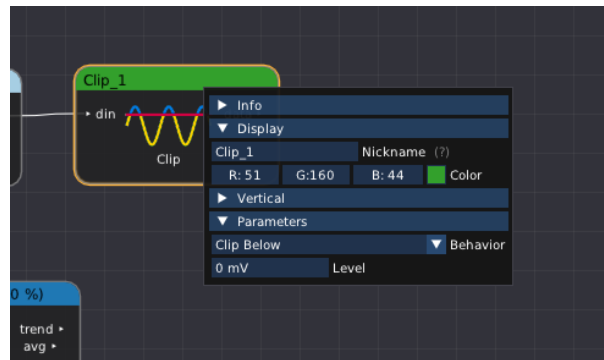 Clip_1
din
Clip
Info
Display
Clip_1 Nickname (?)
R: 51 G:160 B: 44 Color
Vertical
Parameters
Clip Below Behavior
0 mV Level
0 %)
trend
avg